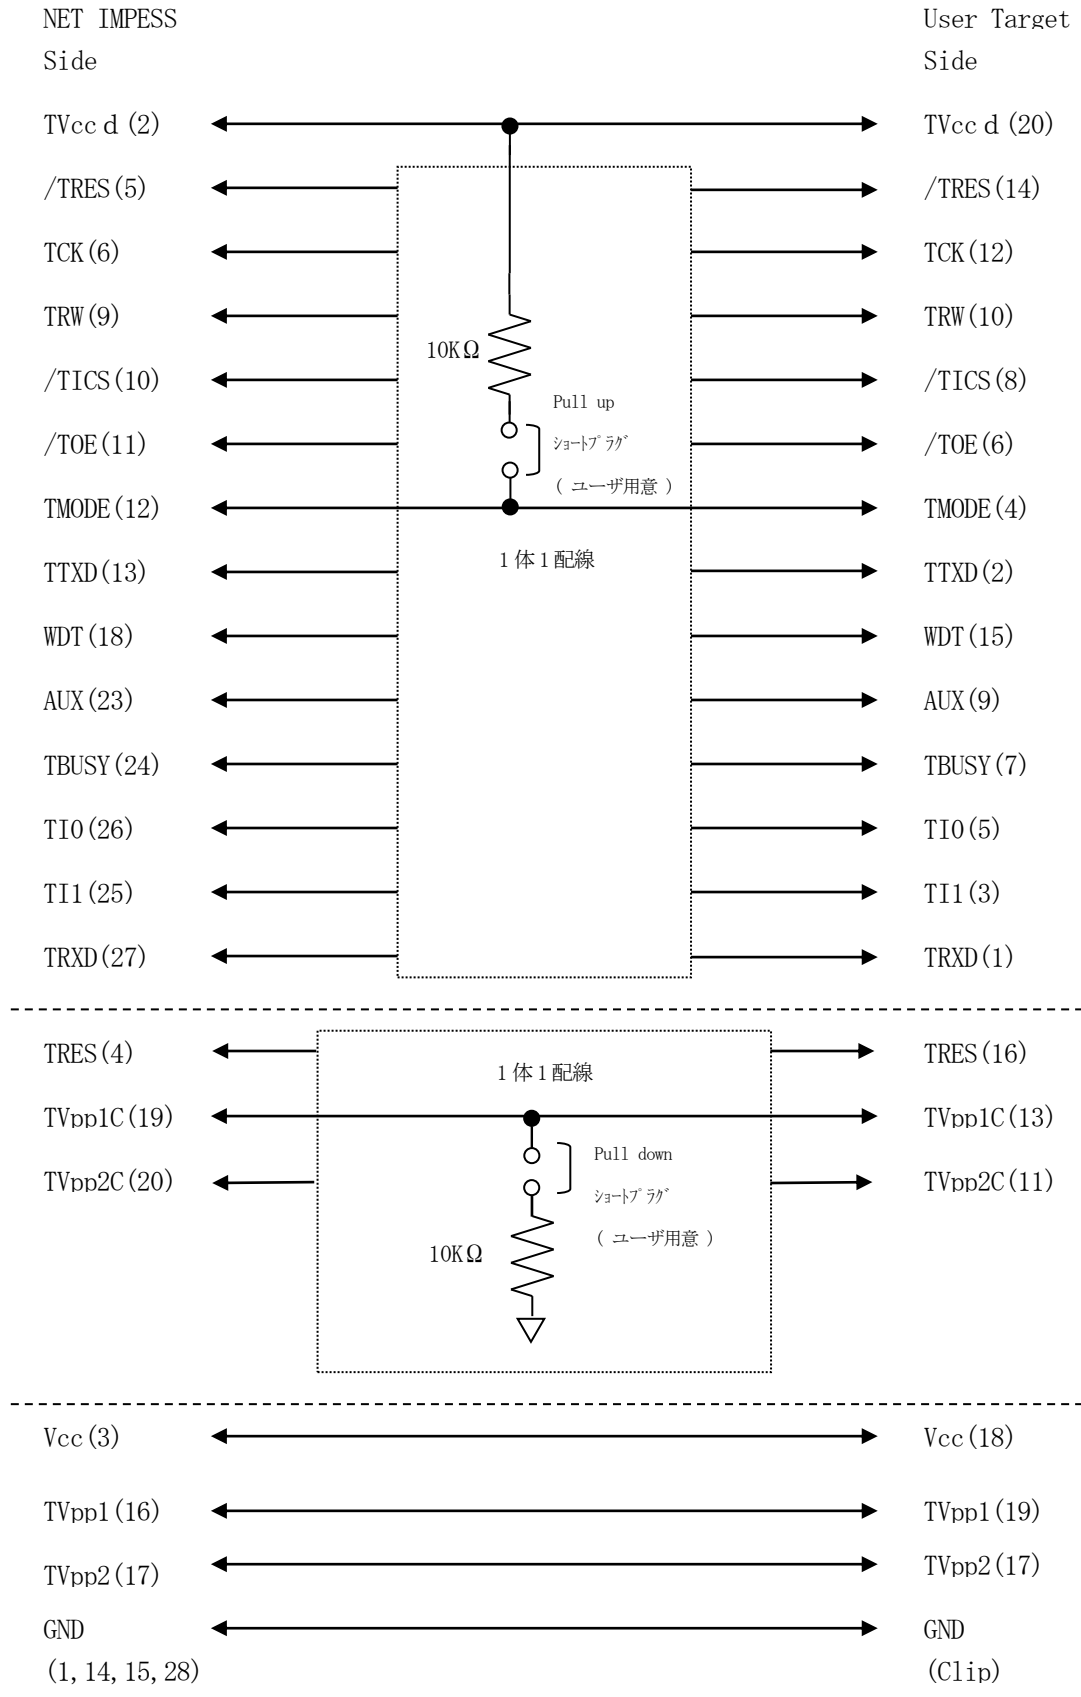 NET IMPESS User Target
Side Side
TVccd(2) TVccd(20)
/TRES(5) /TRES(14)
TCK(6) TCK(12)
TRW(9) TRW(10)
10KΩ
/TICS(10) /TICS(8)
Pull up
/TOE(11) ｼｮｰﾄﾌﾟﾗｸﾞ /TOE(6)
( ユーザ用意 )
TMODE(12) TMODE(4)
1体1配線
TTXD(13) TTXD(2)
WDT(18) WDT(15)
AUX(23) AUX(9)
TBUSY(24) TBUSY(7)
TI0(26) TI0(5)
TI1(25) TI1(3)
TRXD(27) TRXD(1)
TRES(4) TRES(16)
1体1配線
TVpp1C(19) TVpp1C(13)
Pull down
TVpp2C(20) TVpp2C(11)
ｼｮｰﾄﾌﾟﾗｸﾞ
( ユーザ用意 )
10KΩ
Vcc(3) Vcc(18)
TVpp1(16) TVpp1(19)
TVpp2(17) TVpp2(17)
GND GND
(1,14,15,28) (Clip)